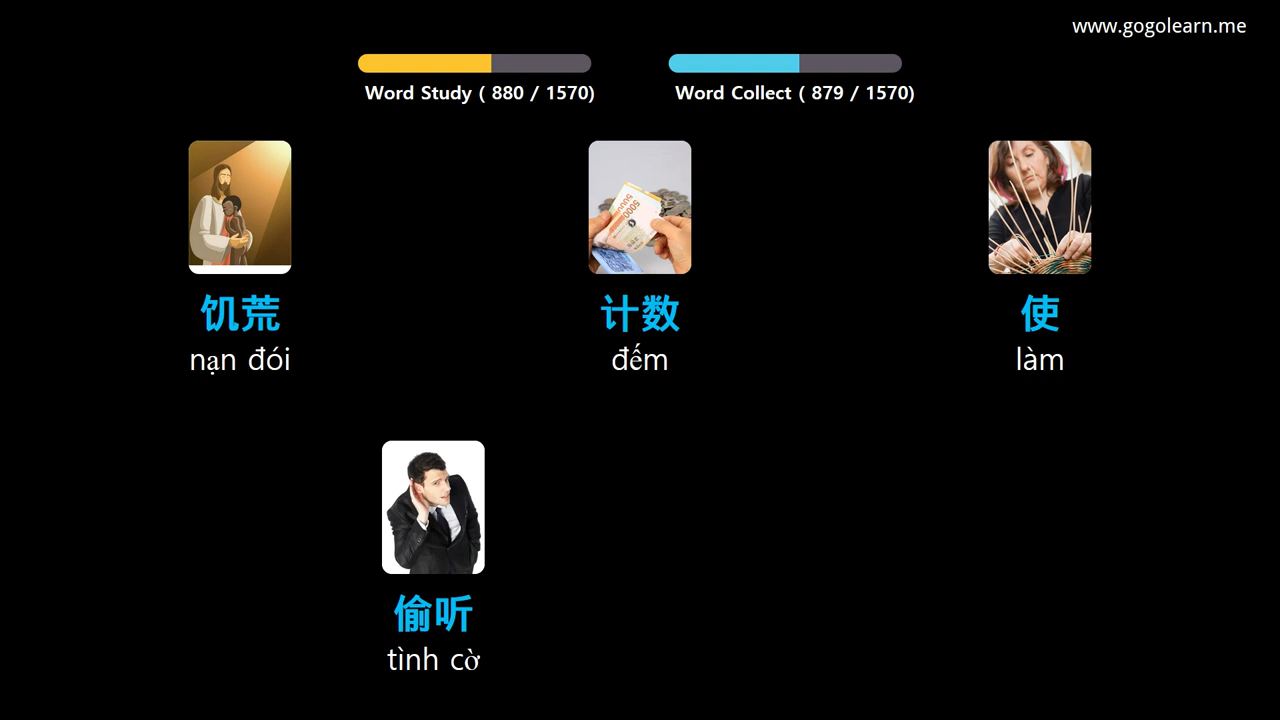 www.gogolearn.me
Word Study ( 880 / 1570)
Word Collect ( 879 / 1570)
饥荒
nạn đói
计数
đếm
使
làm
偷听
tình cờ